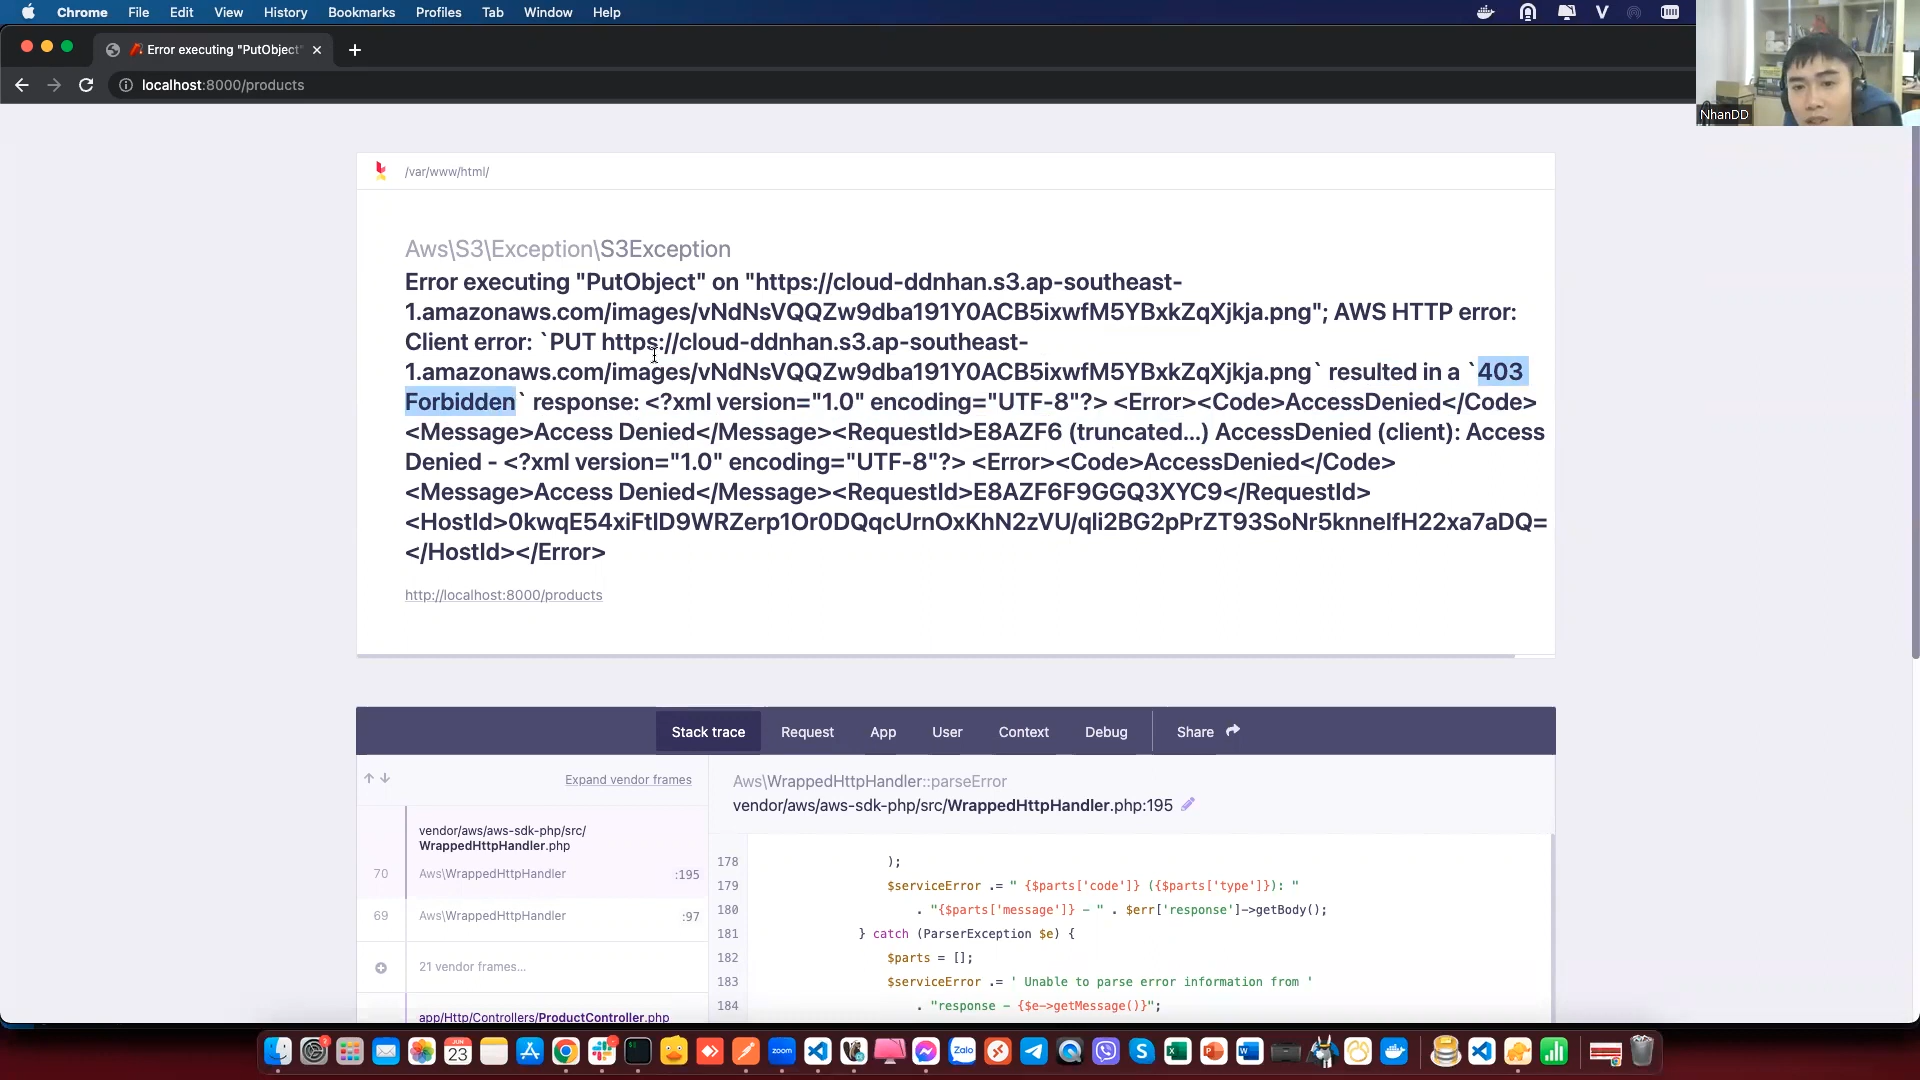 Chrome File Edit View History Bookmarks Profiles Tab Window Help
Error executing "PutObject"
localhost:8000/products
NhanDD
/var/www/html/
Aws\S3\Exception\S3Exception
Error executing "PutObject" on "https://cloud-ddnhan.s3.ap-southeast-
1.amazonaws.com/images/vNdNsVQQZw9dba191Y0ACB5ixwfM5YBxkZqXjkja.png"; AWS HTTP error:
Client error: `PUT https://cloud-ddnhan.s3.ap-southeast-
1.amazonaws.com/images/vNdNsVQQZw9dba191Y0ACB5ixwfM5YBxkZqXjkja.png` resulted in a `403
Forbidden` response: <?xml version="1.0" encoding="UTF-8"?> <Error><Code>AccessDenied</Code>
<Message>Access Denied</Message><RequestId>E8AZF6 (truncated...) AccessDenied (client): Access
Denied - <?xml version="1.0" encoding="UTF-8"?> <Error><Code>AccessDenied</Code>
<Message>Access Denied</Message><RequestId>E8AZF6F9GGQ3XYC9</RequestId>
<HostId>0kwqE54xiFtlD9WRZerp1Or0DQqcUrnOxKhN2zVU/qli2BG2pPrZT93SoNr5knnelfH22xa7aDQ=
</HostId></Error>
http://localhost:8000/products
Stack trace Request App User Context Debug Share
Expand vendor frames
vendor/aws/aws-sdk-php/src/
WrappedHttpHandler.php
70 Aws\WrappedHttpHandler :195
69 Aws\WrappedHttpHandler :97
21 vendor frames...
app/Http/Controllers/ProductController.php
Aws\WrappedHttpHandler::parseError
vendor/aws/aws-sdk-php/src/WrappedHttpHandler.php:195
178 );
179 $serviceError .= " {$parts['code']} ({$parts['type']}): "
180 . "{$parts['message']} - " . $err['response']->getBody();
181 } catch (ParserException $e) {
182 $parts = [];
183 $serviceError .= ' Unable to parse error information from '
184 . "response - {$e->getMessage()}";
JUN
23
zoom
Zalo